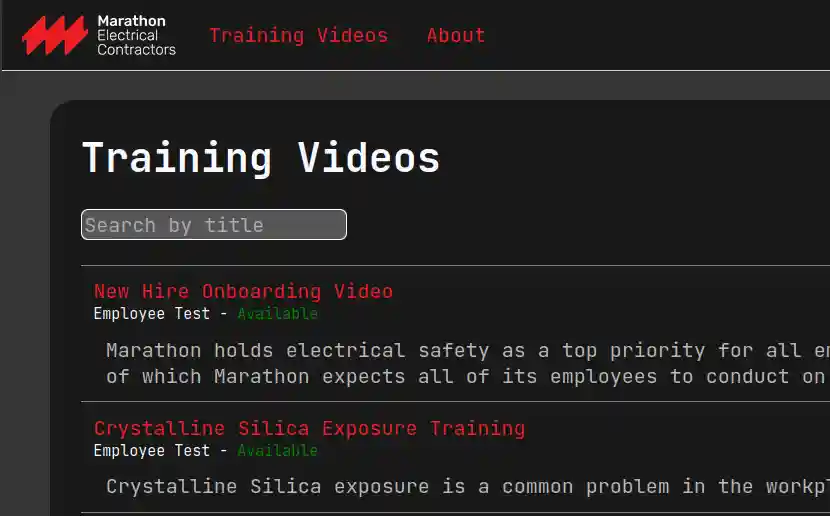 Marathon
Electrical
Contractors
Training Videos
About
Training Videos
Search by title
New Hire Onboarding Video
Employee Test - Available
Marathon holds electrical safety as a top priority for all
of which Marathon expects all of its employees to conduct on
Crystalline Silica Exposure Training
Employee Test - Available
Crystalline Silica exposure is a common problem in the